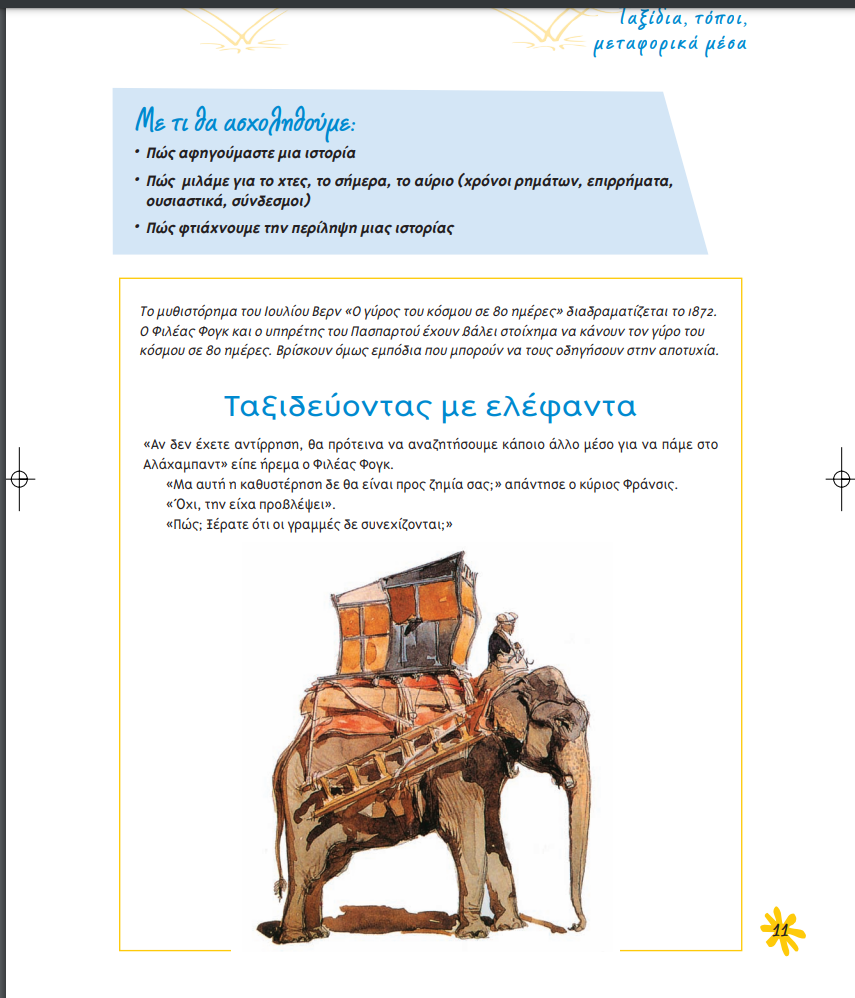 Ταξίδια, τόποι,
μεταφορικά μέσα
Με τι θα ασχοληθούμε:
• Πώς αφηγούμαστε μια ιστορία
• Πώς μιλάμε για το χτες, το σήμερα, το αύριο (χρόνοι ρημάτων, επιρρήματα,
ουσιαστικά, σύνδεσμοι)
• Πώς φτιάχνουμε την περίληψη μιας ιστορίας
Το μυθιστόρημα του Ιουλίου Βερν «Ο γύρος του κόσμου σε 80 ημέρες» διαδραματίζεται το 1872.
Ο Φιλέας Φογκ και ο υπηρέτης του Πασπαρτού έχουν βάλει στοίχημα να κάνουν τον γύρο του
κόσμου σε 80 ημέρες. Βρίσκουν όμως εμπόδια που μπορούν να τους οδηγήσουν στην αποτυχία.
Ταξιδεύοντας με ελέφαντα
«Αν δεν έχετε αντίρρηση, θα πρότεινα να αναζητήσουμε κάποιο άλλο μέσο για να πάμε στο
Αλάχαμπαντ» είπε ήρεμα ο Φιλέας Φογκ.
«Μα αυτή η καθυστέρηση δε θα είναι προς ζημία σας;» απάντησε ο κύριος Φράνσις.
«Όχι, την είχα προβλέψει».
«Πώς; Ξέρατε ότι οι γραμμές δε συνεχίζονται;»
11